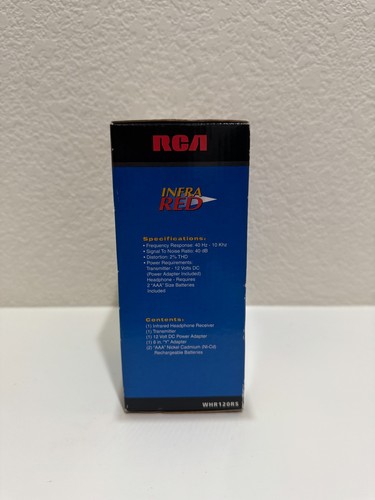 RCA
INFRA
RED
Specifications:
• Frequency Response: 40 Hz - 15 Khz
• Signal To Noise Ratio: 40 dB
• Distortion: 2% THD
• Power Requirements
Transmitter - 12 Volts DC
(Power Adapter Included)
Headphone - Requires
2 "AAA" Size Batteries
Included
Contents:
(1) Infrared Headphone Receiver
(1) Transmitter
(1) 12 Volt DC Power Adapter
(1) 6 in. "Y" Adapter
(2) "AAA" Nickel Cadmium (Ni-Cd)
Rechargeable Batteries
WHR120RS